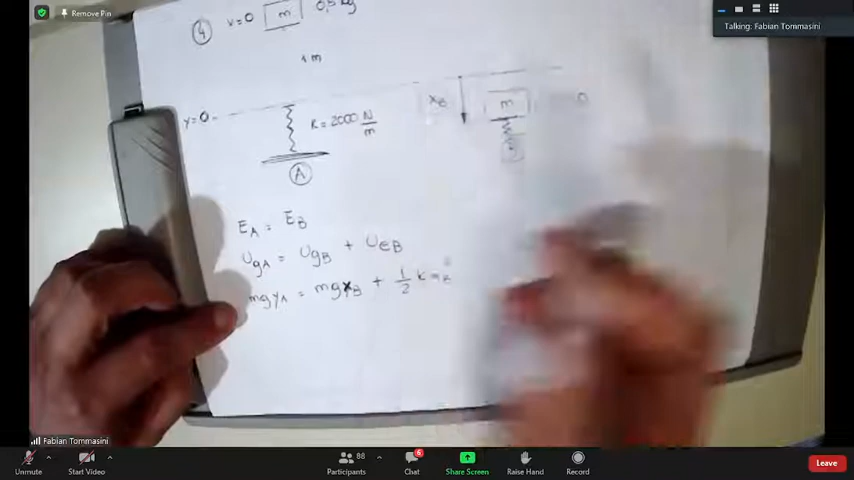 Remove Pin
Talking: Fabian Tommasini
4 v=0 m 0,5 kg
1 m
y=0 K=2000 N/m
A
x_B m 0
E_A = E_B
U_gA = U_gB + U_eB
mgy_A = mgx_B + 1/2 k x_B²
Fabian Tommasini
Unmute Start Video 88 Participants 6 Chat Share Screen Raise Hand Record Leave